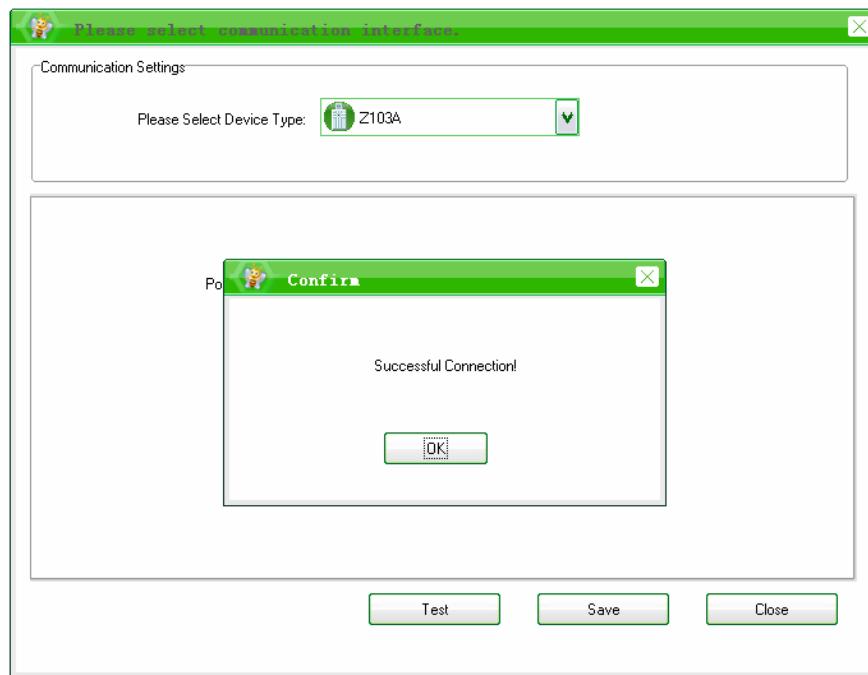 Please select communication interface.
Communication Settings
Please Select Device Type: Z103A
Po
Confirm
Successful Connection!
OK
Test Save Close